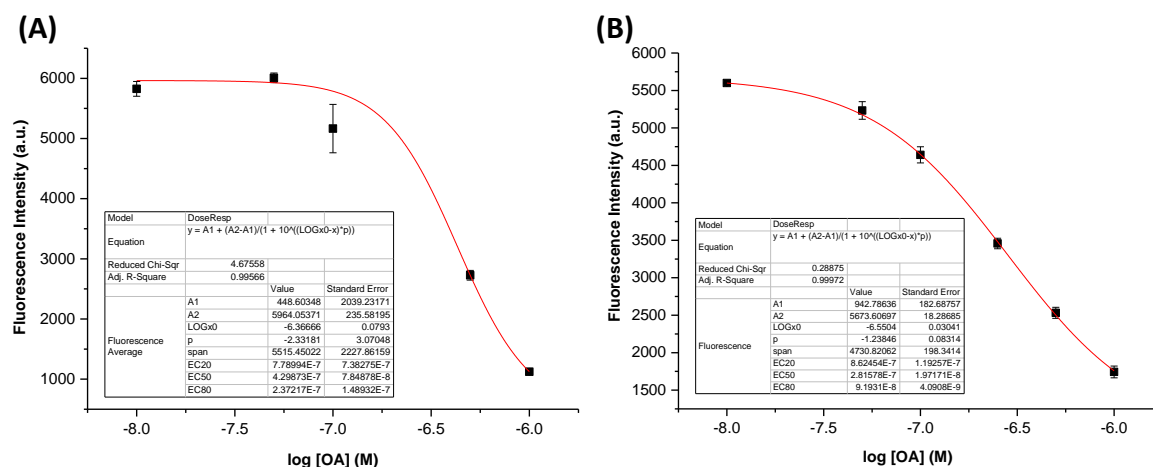 (A)
Fluorescence Intensity (a.u.)
6000
5000
4000
3000
2000
1000
Model DoseResp
Equation y = A1 + (A2-A1)/(1 + 10^((LOGx0-x)*p))
Reduced Chi-Sqr 4.67558
Adj. R-Square 0.99566
Value Standard Error
Fluorescence Average
A1 448.60348 2039.23171
A2 5964.05371 235.58195
LOGx0 -6.36666 0.0793
p -2.33181 3.07048
span 5515.45022 2227.86159
EC20 7.78994E-7 7.38275E-7
EC50 4.29873E-7 7.84878E-8
EC80 2.37217E-7 1.48932E-7
-8.0 -7.5 -7.0 -6.5 -6.0
log [OA] (M)
(B)
Fluorescence Intensity (a.u.)
6000
5500
5000
4500
4000
3500
3000
2500
2000
1500
Model DoseResp
Equation y = A1 + (A2-A1)/(1 + 10^((LOGx0-x)*p))
Reduced Chi-Sqr 0.28875
Adj. R-Square 0.99972
Value Standard Error
Fluorescence
A1 942.78636 182.68757
A2 5673.60697 18.28685
LOGx0 -6.5504 0.03041
p -1.23846 0.08314
span 4730.82062 198.3414
EC20 8.62454E-7 1.19257E-7
EC50 2.81578E-7 1.97171E-8
EC80 9.1931E-8 4.0908E-9
-8.0 -7.5 -7.0 -6.5 -6.0
log [OA] (M)